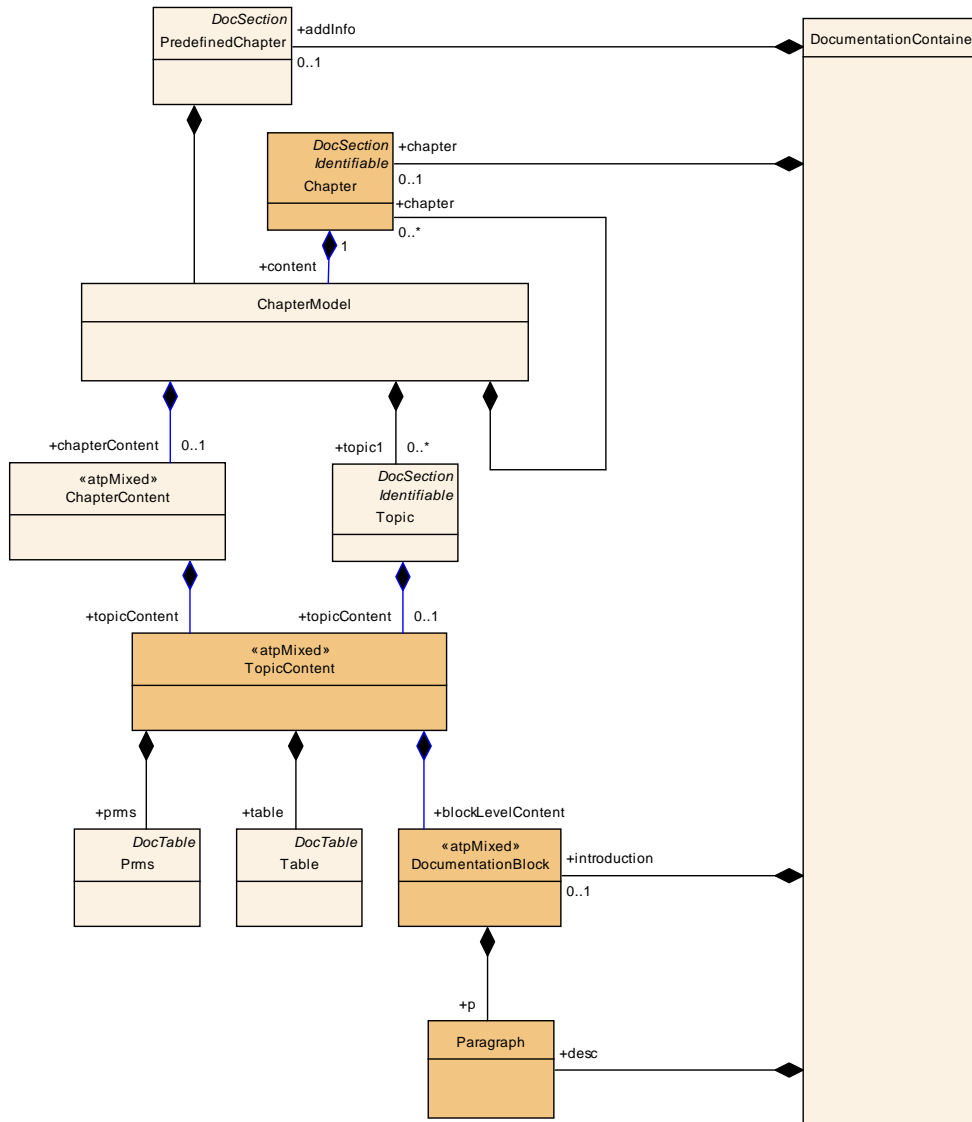 DocSection
PredefinedChapter
+addInfo
0..1
DocumentationContaine
DocSection
Identifiable
Chapter
+chapter
0..1
+chapter
0..*
1
+content
ChapterModel
+chapterContent
0..1
+topic1
0..*
«atpMixed»
ChapterContent
DocSection
Identifiable
Topic
+topicContent
+topicContent
0..1
«atpMixed»
TopicContent
+prms
+table
+blockLevelContent
DocTable
Prms
DocTable
Table
«atpMixed»
DocumentationBlock
+introduction
0..1
+p
Paragraph
+desc